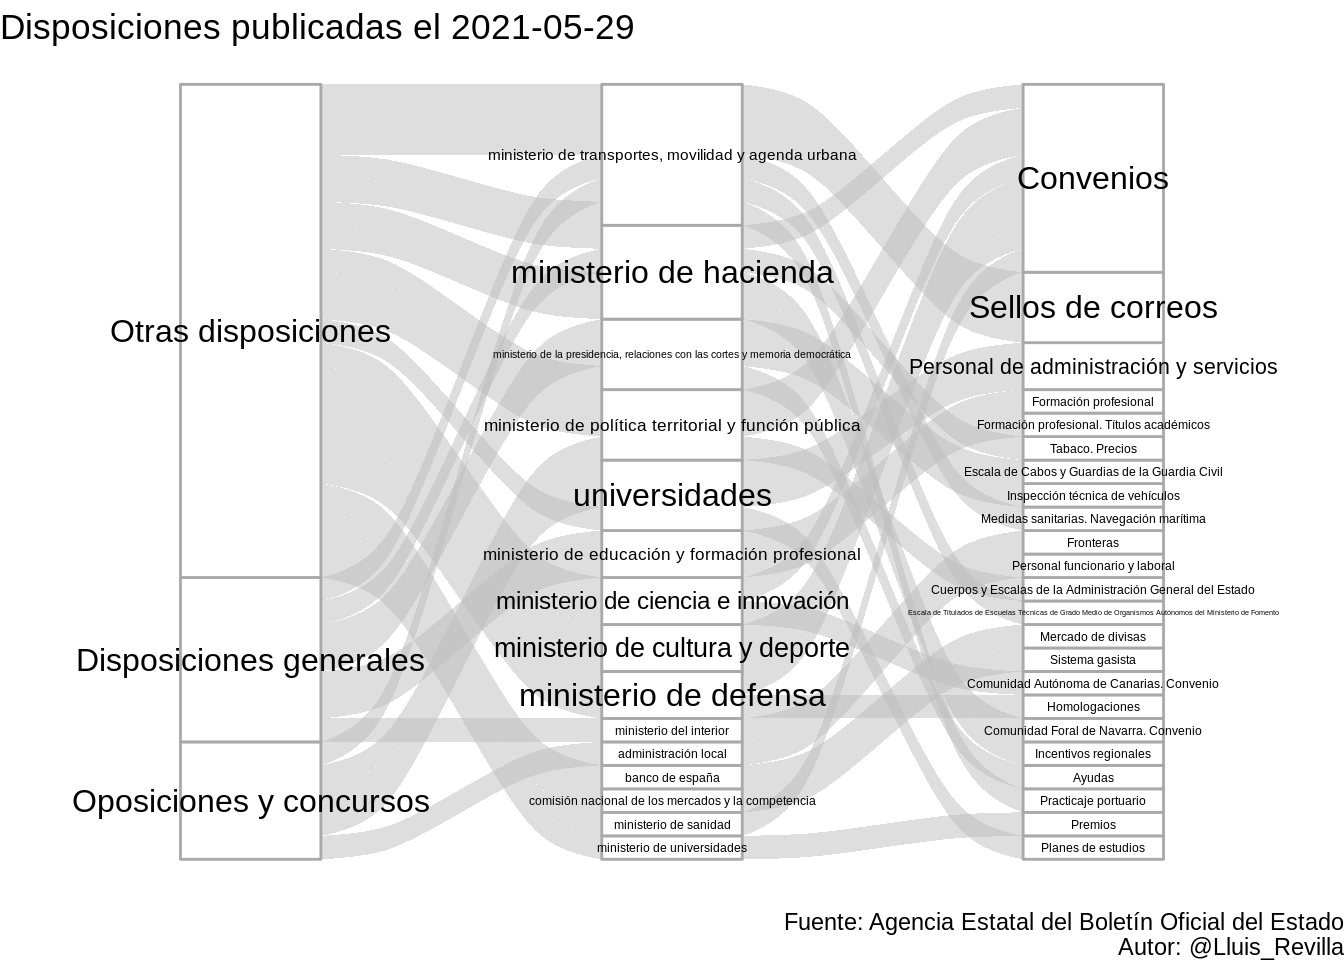 Disposiciones publicadas el 2021-05-29
Otras disposiciones
Disposiciones generales
Oposiciones y concursos
ministerio de transportes, movilidad y agenda urbana
ministerio de hacienda
ministerio de la presidencia, relaciones con las cortes y memoria democrática
ministerio de política territorial y función pública
universidades
ministerio de educación y formación profesional
ministerio de ciencia e innovación
ministerio de cultura y deporte
ministerio de defensa
ministerio del interior
administración local
banco de españa
comisión nacional de los mercados y la competencia
ministerio de sanidad
ministerio de universidades
Convenios
Sellos de correos
Personal de administración y servicios
Formación profesional
Formación profesional. Títulos académicos
Tabaco. Precios
Escala de Cabos y Guardias de la Guardia Civil
Inspección técnica de vehículos
Medidas sanitarias. Navegación marítima
Fronteras
Personal funcionario y laboral
Cuerpos y Escalas de la Administración General del Estado
Escala de Titulados de Escuelas Técnicas de Grado Medio de Organismos Autónomos del Ministerio de Fomento
Mercado de divisas
Sistema gasista
Comunidad Autónoma de Canarias. Convenio
Homologaciones
Comunidad Foral de Navarra. Convenio
Incentivos regionales
Ayudas
Practicaje portuario
Premios
Planes de estudios
Fuente: Agencia Estatal del Boletín Oficial del Estado
Autor: @Lluis_Revilla